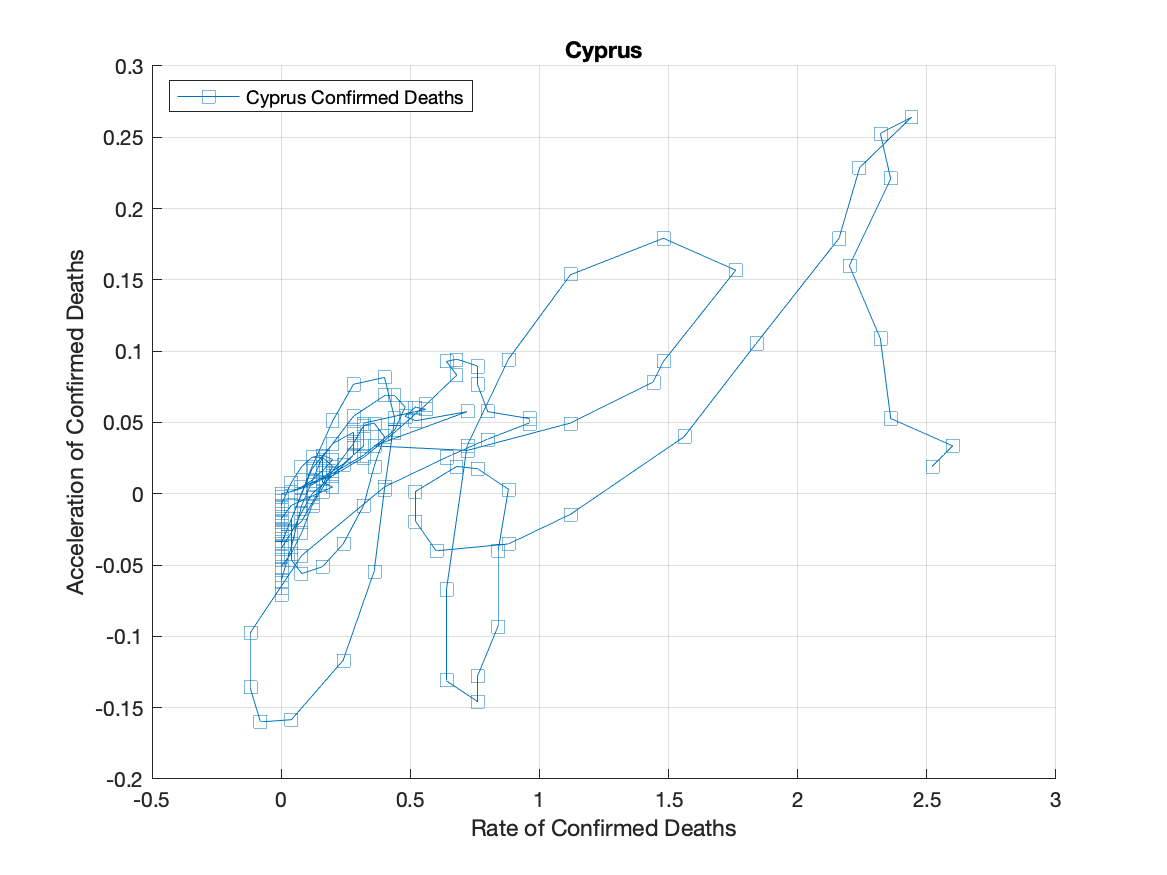 Cyprus
Cyprus Confirmed Deaths
0.3
0.25
0.2
0.15
0.1
0.05
0
-0.05
-0.1
-0.15
-0.2
Acceleration of Confirmed Deaths
-0.5 0 0.5 1 1.5 2 2.5 3
Rate of Confirmed Deaths